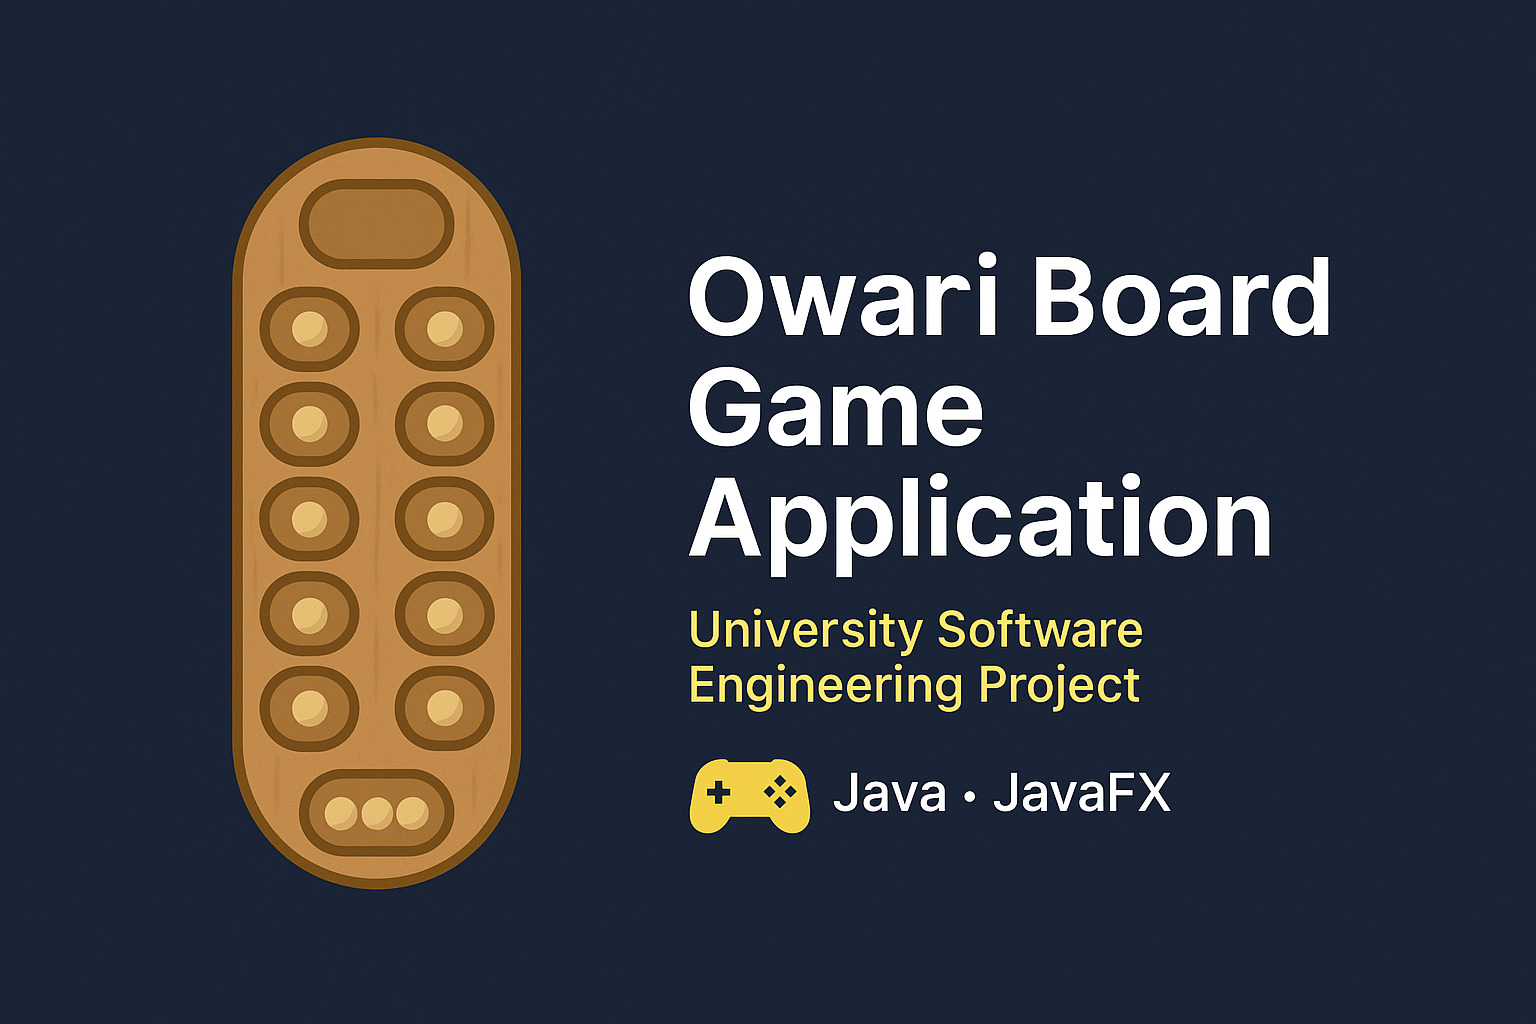 Owari Board
Game
Application
University Software
Engineering Project
Java • JavaFX